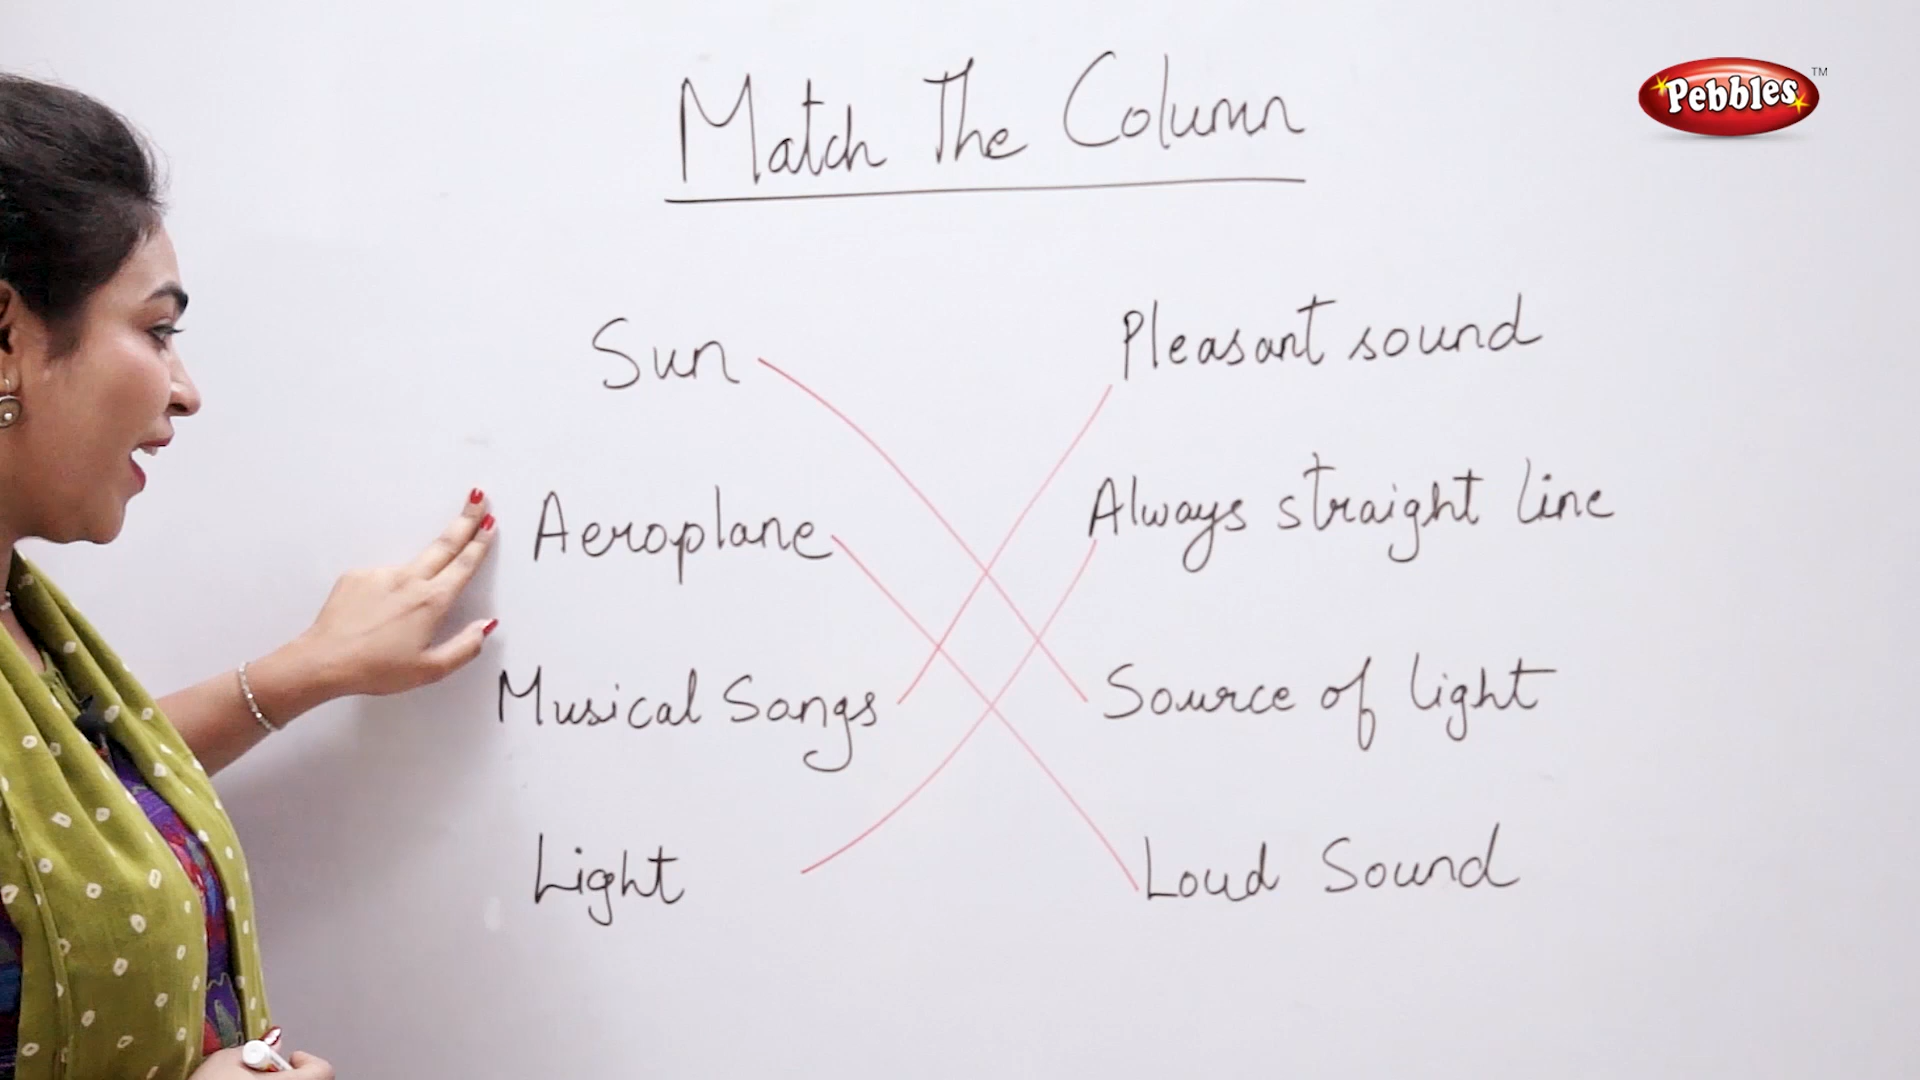 Match The Column
Pebbles TM
Sun Pleasant sound
Aeroplane Always straight line
Musical Songs Source of light
Light Loud Sound